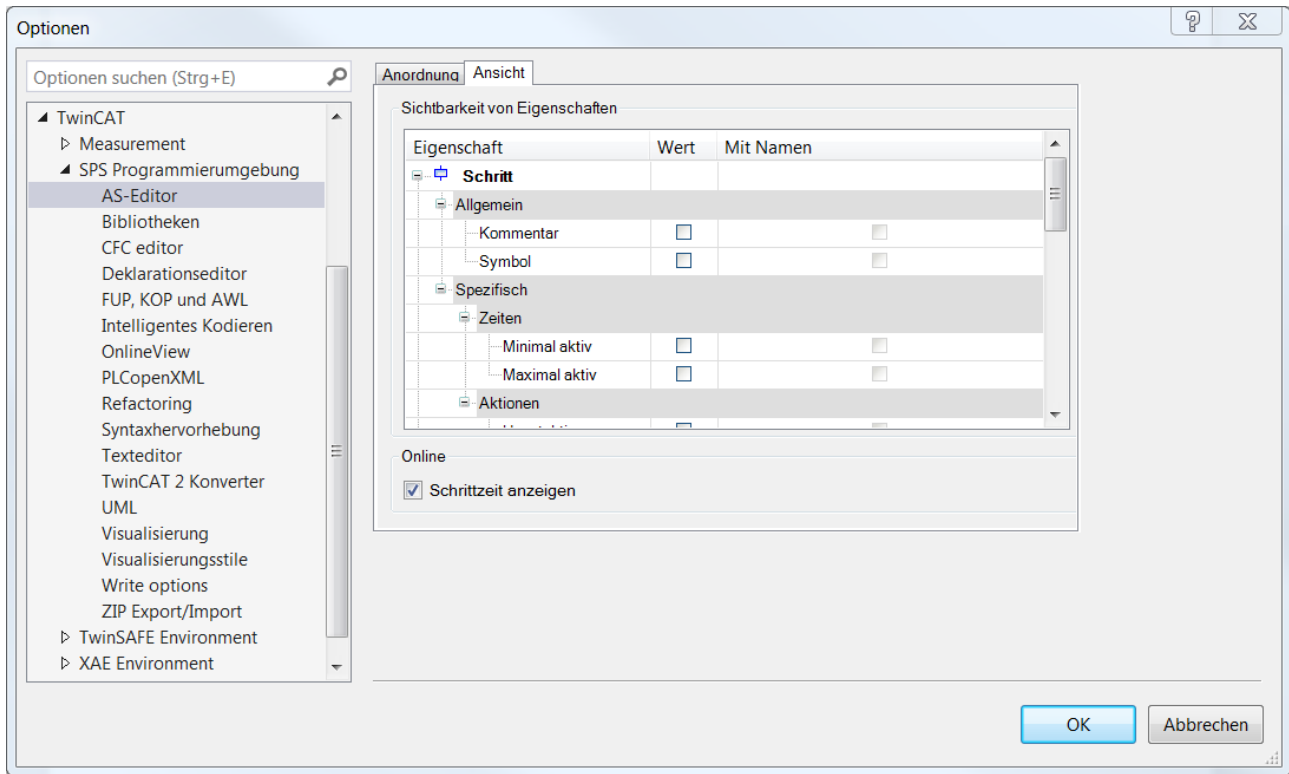 Optionen
Optionen suchen (Strg+E)
TwinCAT
Measurement
SPS Programmierumgebung
AS-Editor
Bibliotheken
CFC editor
Deklarationseditor
FUP, KOP und AWL
Intelligentes Kodieren
OnlineView
PLCopenXML
Refactoring
Syntaxhervorhebung
Texteditor
TwinCAT 2 Konverter
UML
Visualisierung
Visualisierungsstile
Write options
ZIP Export/Import
TwinSAFE Environment
XAE Environment
Anordnung Ansicht
Sichtbarkeit von Eigenschaften
Eigenschaft Wert Mit Namen
Schritt
Allgemein
Kommentar
Symbol
Spezifisch
Zeiten
Minimal aktiv
Maximal aktiv
Aktionen
Online
Schrittzeit anzeigen
OK Abbrechen